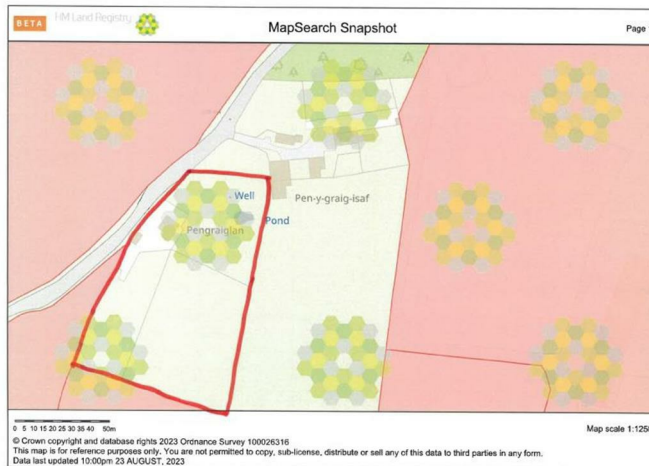 BETA HM Land Registry MapSearch Snapshot Page
Well
Pen-y-graig-isaf
Pond
Pengraiglan
0 5 10 15 20 25 30 35 40 45 50m
Map scale 1:1250
© Crown copyright and database rights 2023 Ordnance Survey 100026316
This map is for reference purposes only. You are not permitted to copy, sub-license, distribute or sell any of this data to third parties in any form.
Data last updated 10:00pm 23 AUGUST, 2023